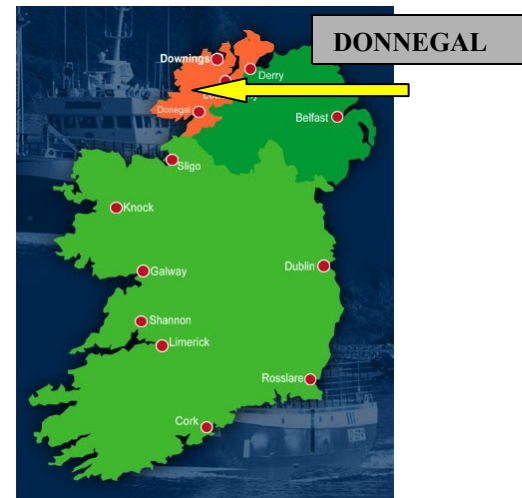 DONNEGAL
Downings
Derry
Donegal
Belfast
Sligo
Knock
Galway
Dublin
Shannon
Limerick
Rosslare
Cork